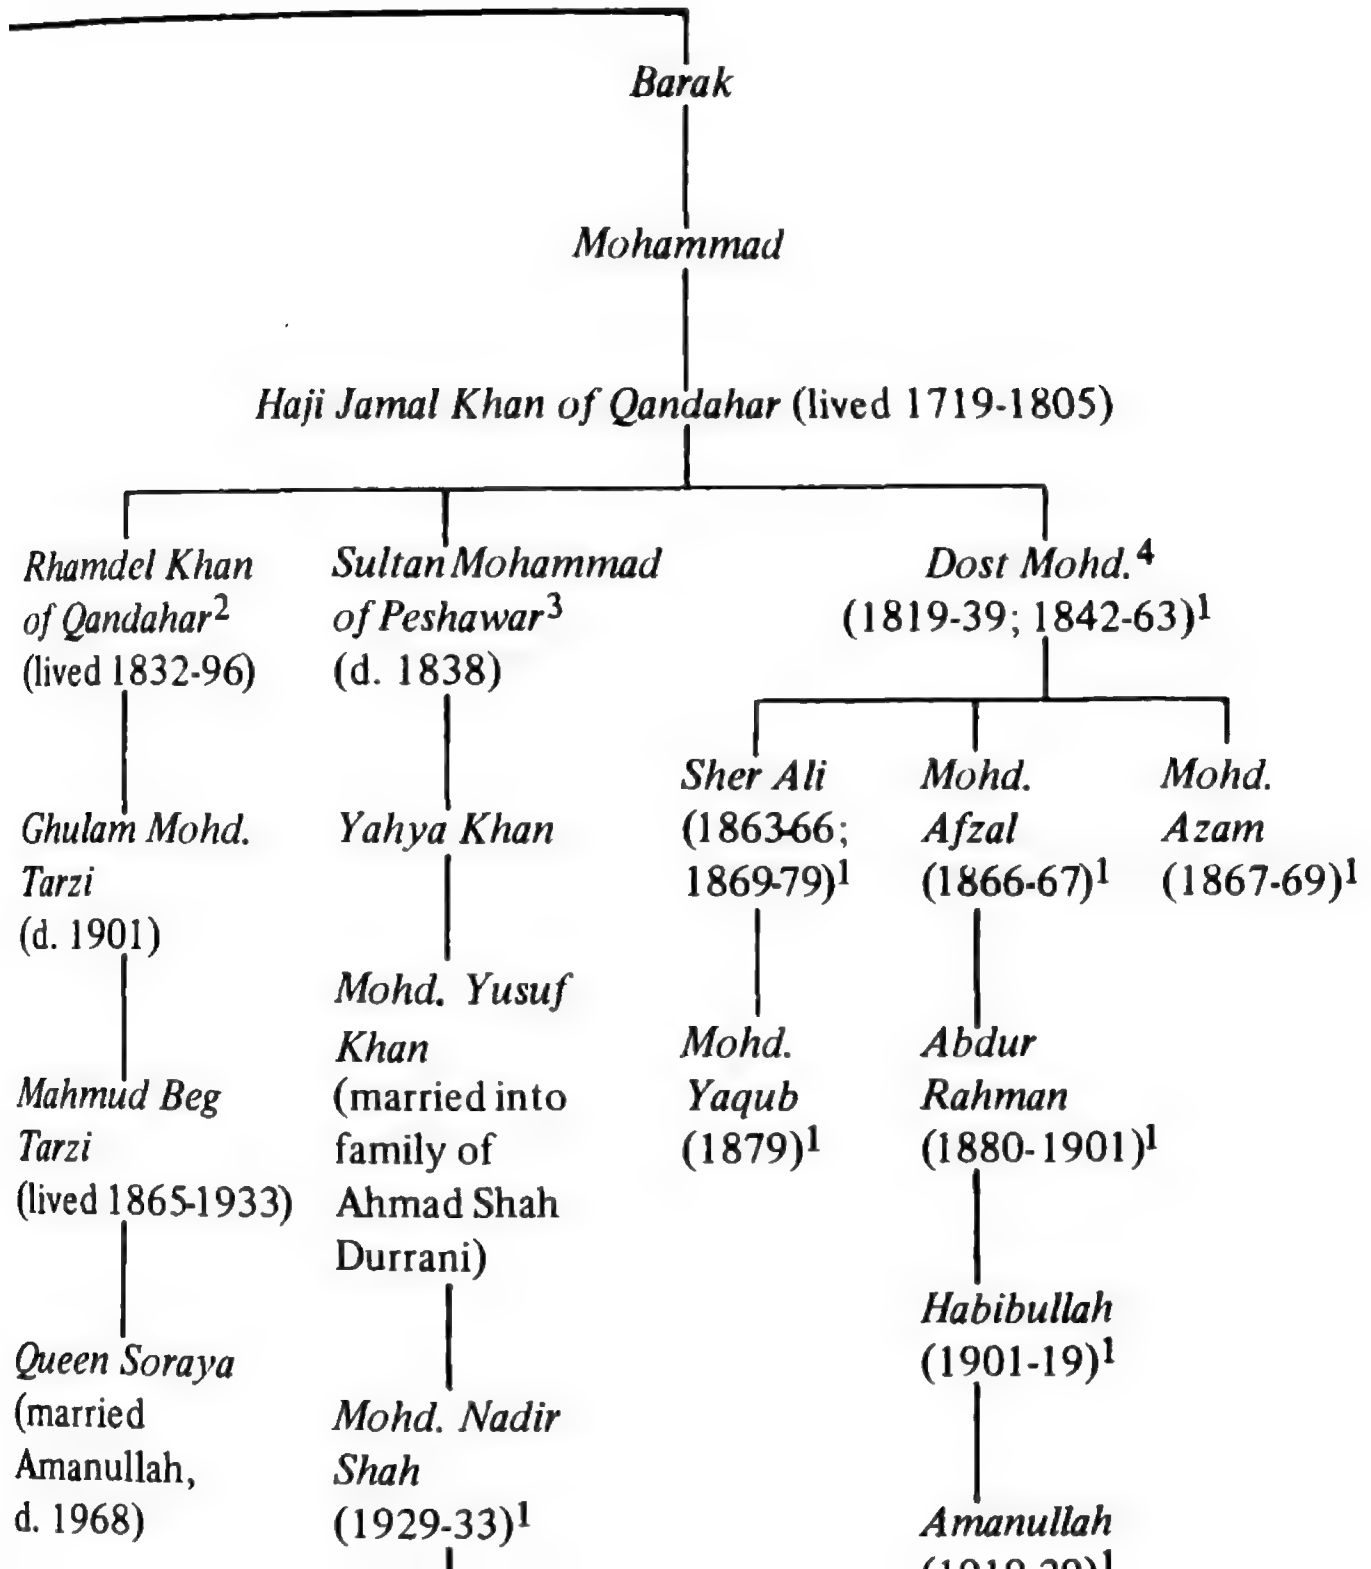 Barak
Mohammad
Haji Jamal Khan of Qandahar (lived 1719-1805)
Rhamdel Khan
of Qandahar2
(lived 1832-96)
Ghulam Mohd.
Tarzi
(d. 1901)
Mahmud Beg
Tarzi
(lived 1865-1933)
Queen Soraya
(married
Amanullah,
d. 1968)
Sultan Mohammad
of Peshawar3
(d. 1838)
Yahya Khan
Mohd. Yusuf
Khan
(married into
family of
Ahmad Shah
Durrani)
Mohd. Nadir
Shah
(1929-33)1
Dost Mohd.4
(1819-39; 1842-63)1
Sher Ali
(1863-66;
1869-79)1
Mohd.
Yaqub
(1879)1
Mohd.
Afzal
(1866-67)1
Abdur
Rahman
(1880-1901)1
Habibullah
(1901-19)1
Amanullah
Mohd.
Azam
(1867-69)1